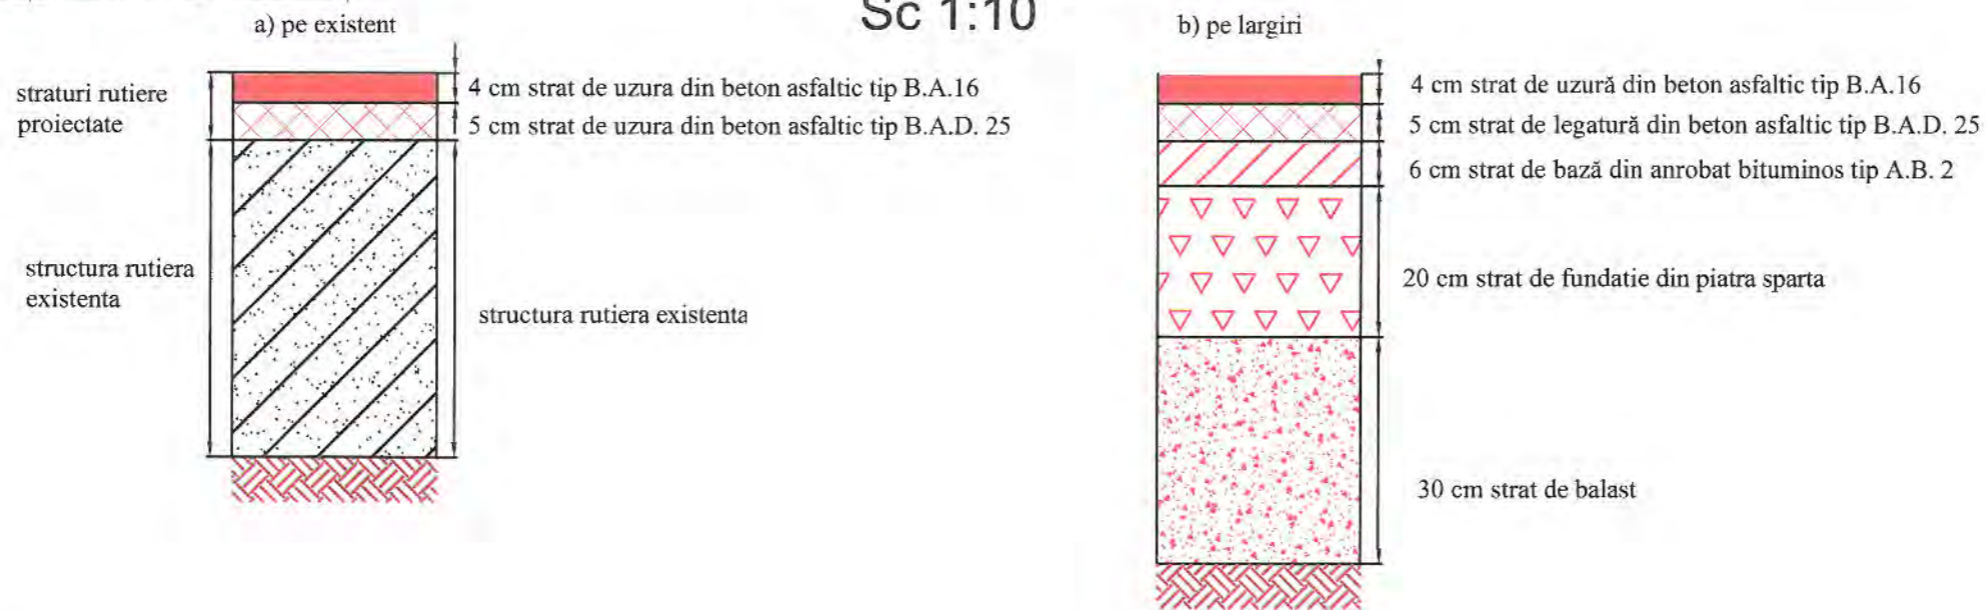 Sc 1:10
a) pe existent
straturi rutiere
proiectate
4 cm strat de uzura din beton asfaltic tip B.A.16
5 cm strat de uzura din beton asfaltic tip B.A.D. 25
structura rutiera
existenta
structura rutiera existenta
b) pe largiri
4 cm strat de uzură din beton asfaltic tip B.A.16
5 cm strat de legatură din beton asfaltic tip B.A.D. 25
6 cm strat de bază din anrobat bituminos tip A.B. 2
20 cm strat de fundatie din piatra sparta
30 cm strat de balast